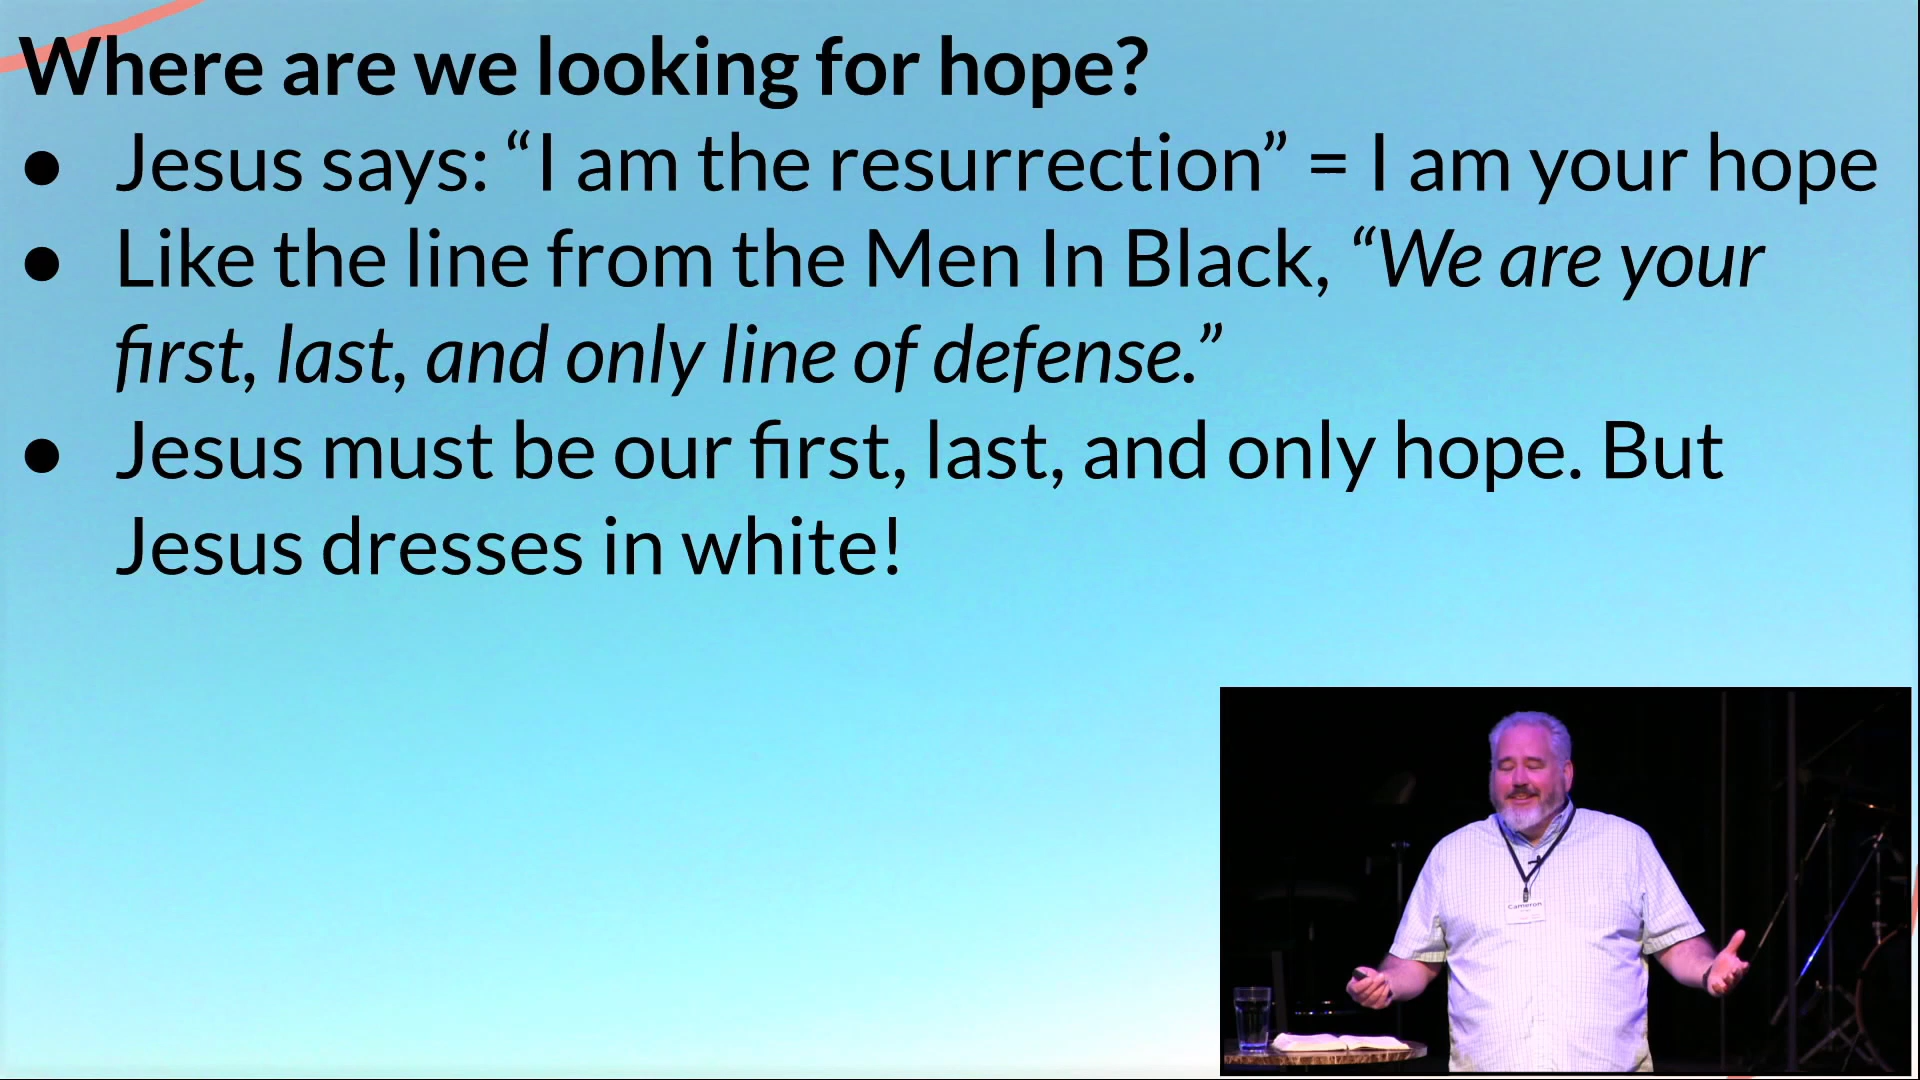 Where are we looking for hope?
● Jesus says: “I am the resurrection” = I am your hope
● Like the line from the Men In Black, “We are your
first, last, and only line of defense.”
● Jesus must be our first, last, and only hope. But
Jesus dresses in white!
Cameron